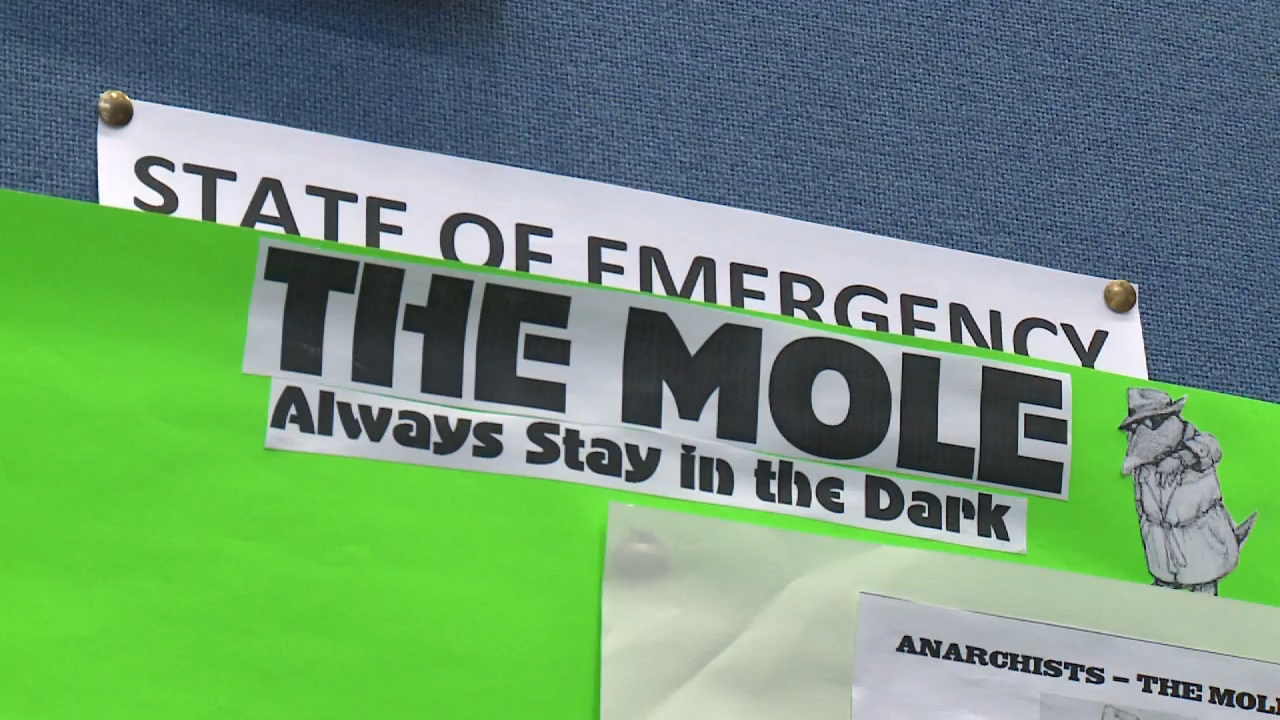 STATE OF EMERGENCY
THE MOLE
Always Stay in the Dark
ANARCHISTS – THE MOL